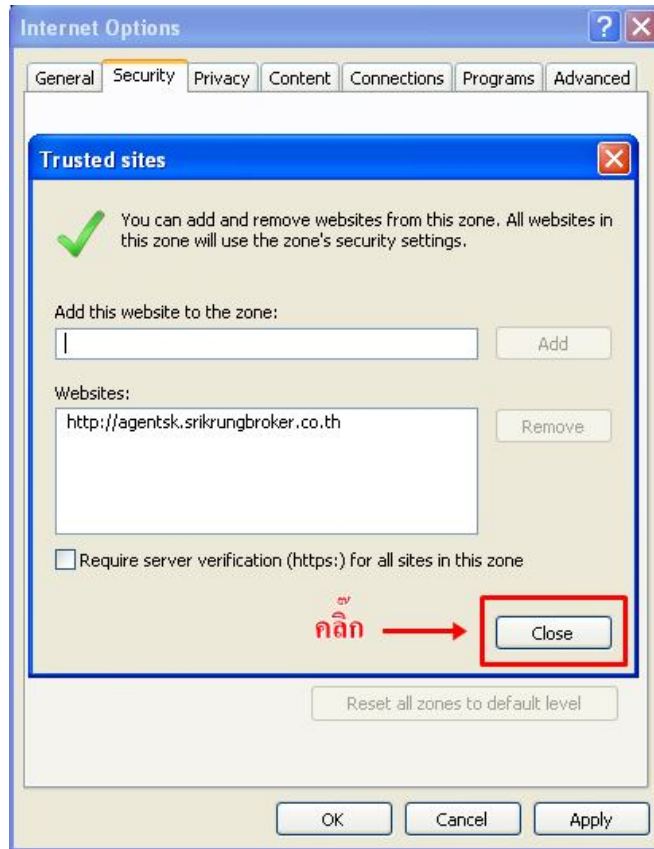 Internet Options
General Security Privacy Content Connections Programs Advanced
Trusted sites
You can add and remove websites from this zone. All websites in
this zone will use the zone's security settings.
Add this website to the zone:
Add
Websites:
http://agentsk.srikrungbroker.co.th
Remove
Require server verification (https:) for all sites in this zone
คลิ๊ก
Close
Reset all zones to default level
OK Cancel Apply